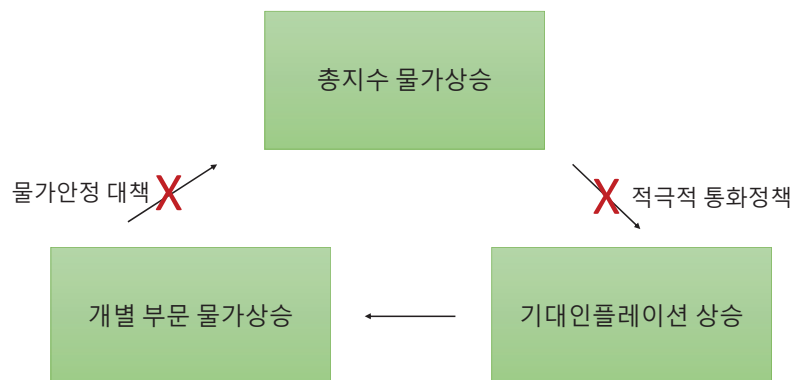 총지수 물가상승
물가안정 대책
X
X
적극적 통화정책
개별 부문 물가상승
기대인플레이션 상승